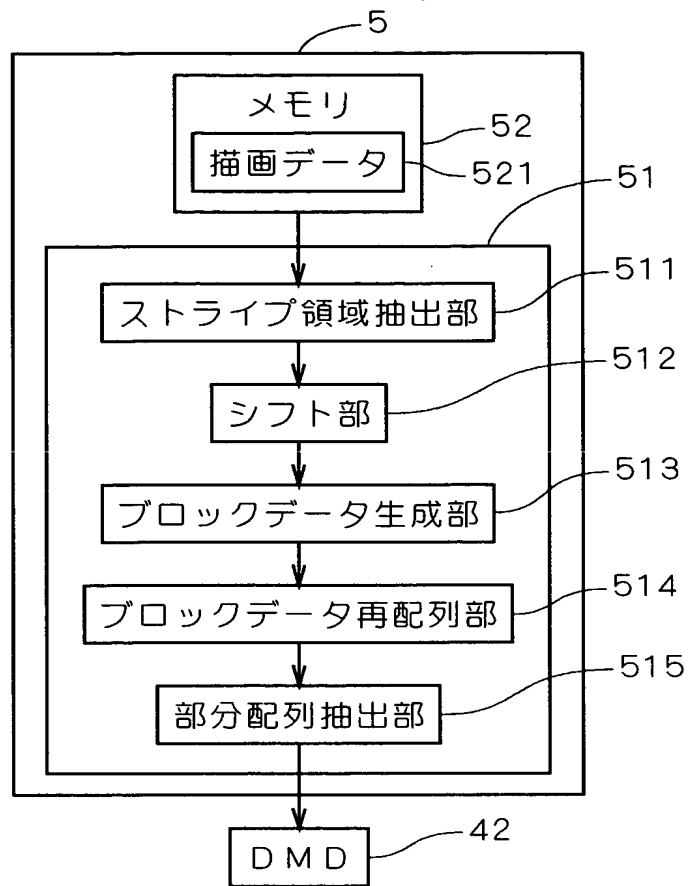 5
メモリ
52
描画データ
521
51
ストライプ領域抽出部
511
シフト部
512
ブロックデータ生成部
513
ブロックデータ再配列部
514
部分配列抽出部
515
DMD
42